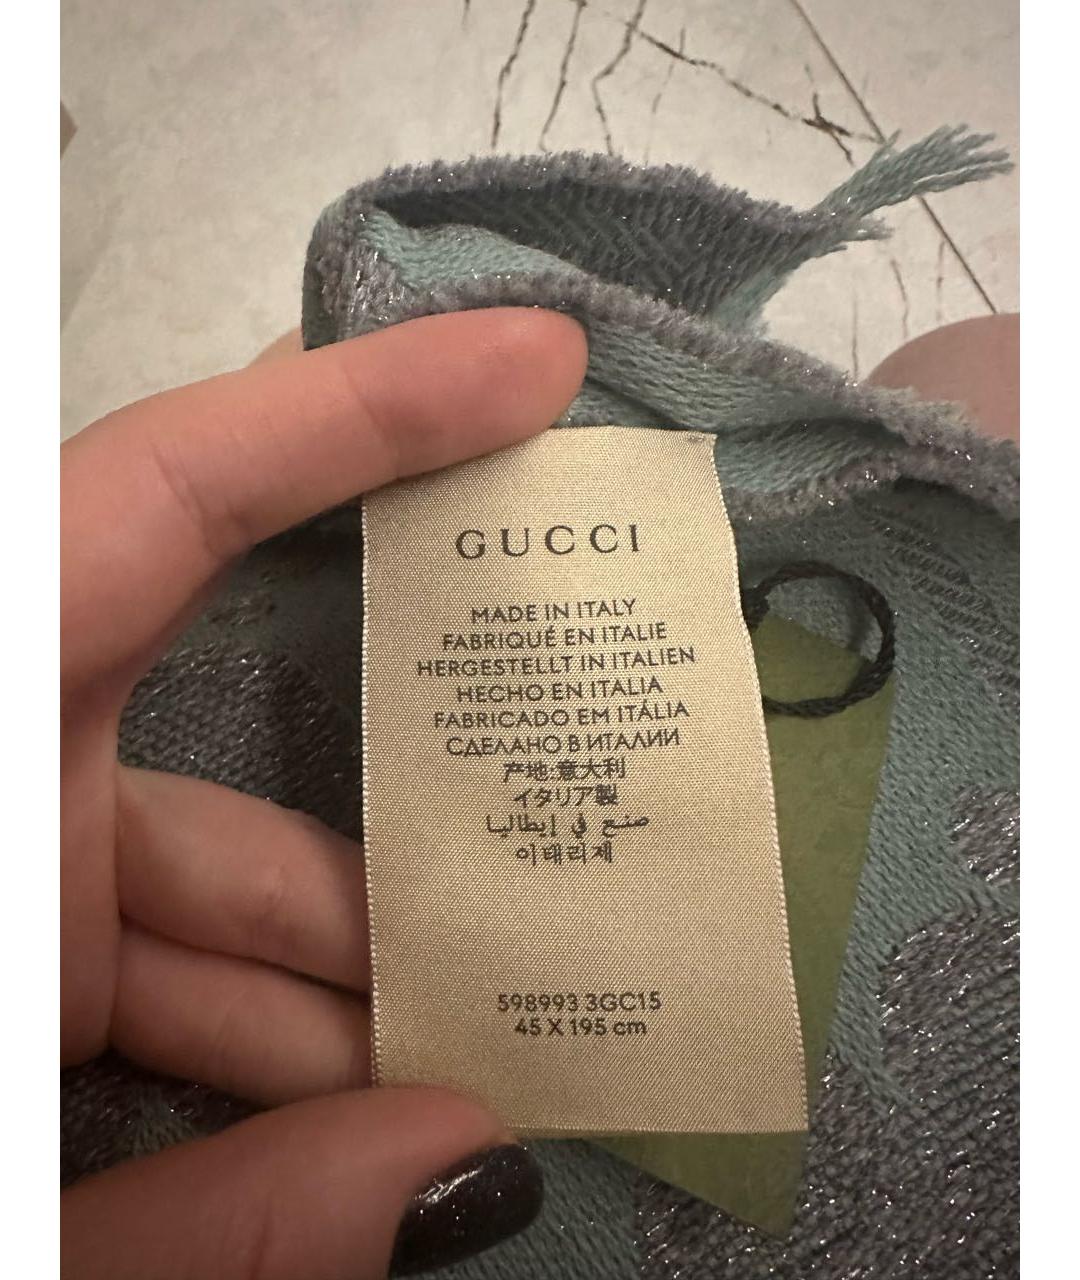 GUCCI
MADE IN ITALY
FABRIQUÉ EN ITALIE
HERGESTELLT IN ITALIEN
HECHO EN ITALIA
FABRICADO EM ITÁLIA
СДЕЛАНО В ИТАЛИИ
产地:意大利
イタリア製
صنع في إيطاليا
이태리제
598993 3GC15
45 X 195 cm